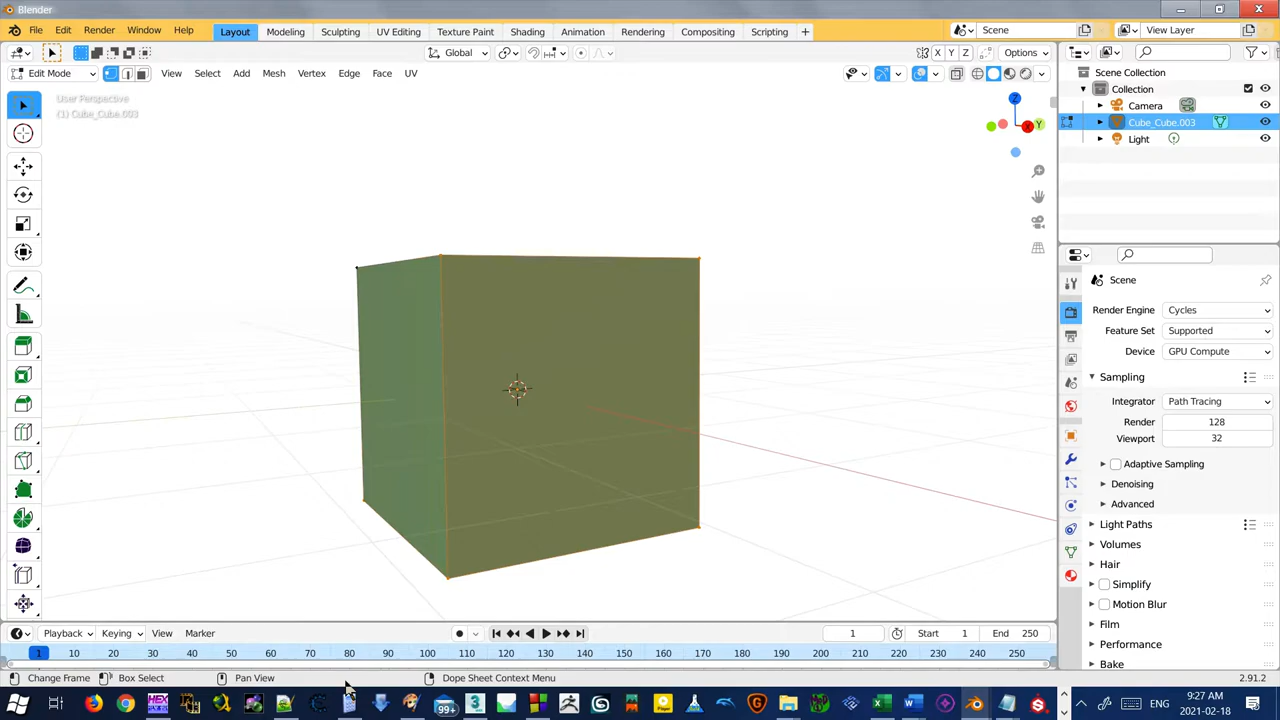 Blender
File Edit Render Window Help Layout Modeling Sculpting UV Editing Texture Paint Shading Animation Rendering Compositing Scripting + Scene View Layer
Global X Y Z Options
Edit Mode View Select Add Mesh Vertex Edge Face UV
Scene Collection
Collection
Camera
Cube_Cube.003
Light
User Perspective
(1) Cube_Cube.003
Z
X Y
Scene
Render Engine Cycles
Feature Set Supported
Device GPU Compute
Sampling
Integrator Path Tracing
Render 128
Viewport 32
Adaptive Sampling
Denoising
Advanced
Light Paths
Volumes
Hair
Simplify
Motion Blur
Film
Performance
Bake
Playback Keying View Marker 1 Start 1 End 250
1 10 20 30 40 50 60 70 80 90 100 110 120 130 140 150 160 170 180 190 200 210 220 230 240 250
Change Frame Box Select Pan View Dope Sheet Context Menu 2.91.2
HEX
99+
3
9:27 AM
2021-02-18